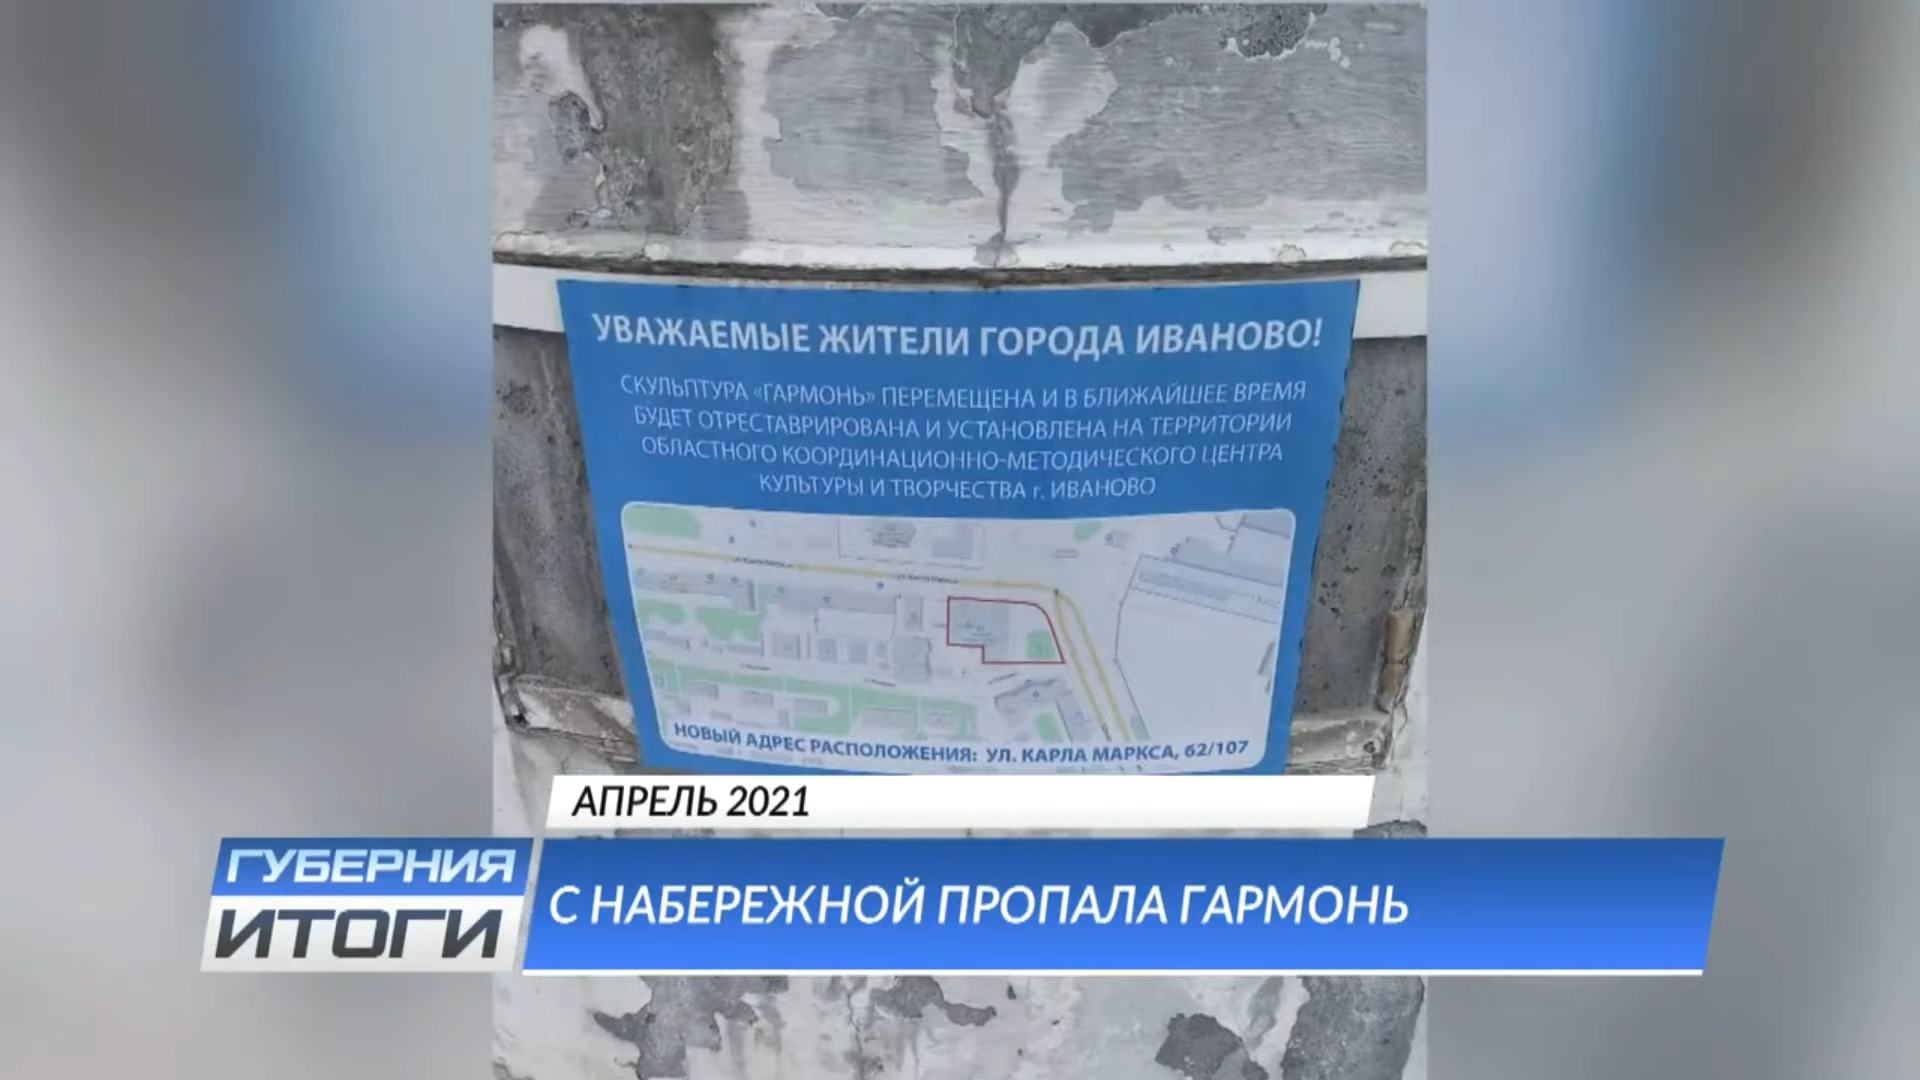 УВАЖАЕМЫЕ ЖИТЕЛИ ГОРОДА ИВАНОВО!
СКУЛЬПТУРА «ГАРМОНЬ» ПЕРЕМЕЩЕНА И В БЛИЖАЙШЕЕ ВРЕМЯ
БУДЕТ ОТРЕСТАВРИРОВАНА И УСТАНОВЛЕНА НА ТЕРРИТОРИИ
ОБЛАСТНОГО КООРДИНАЦИОННО-МЕТОДИЧЕСКОГО ЦЕНТРА
КУЛЬТУРЫ И ТВОРЧЕСТВА г. ИВАНОВО
НОВЫЙ АДРЕС РАСПОЛОЖЕНИЯ: УЛ. КАРЛА МАРКСА, 62/107
АПРЕЛЬ 2021
ГУБЕРНИЯ
ИТОГИ
С НАБЕРЕЖНОЙ ПРОПАЛА ГАРМОНЬ